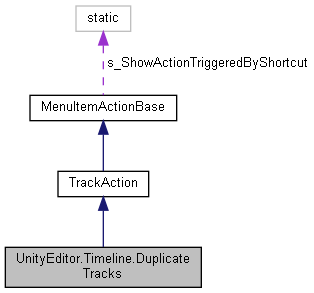 static
s_ShowActionTriggeredByShortcut
MenuItemActionBase
TrackAction
UnityEditor.Timeline.Duplicate
Tracks